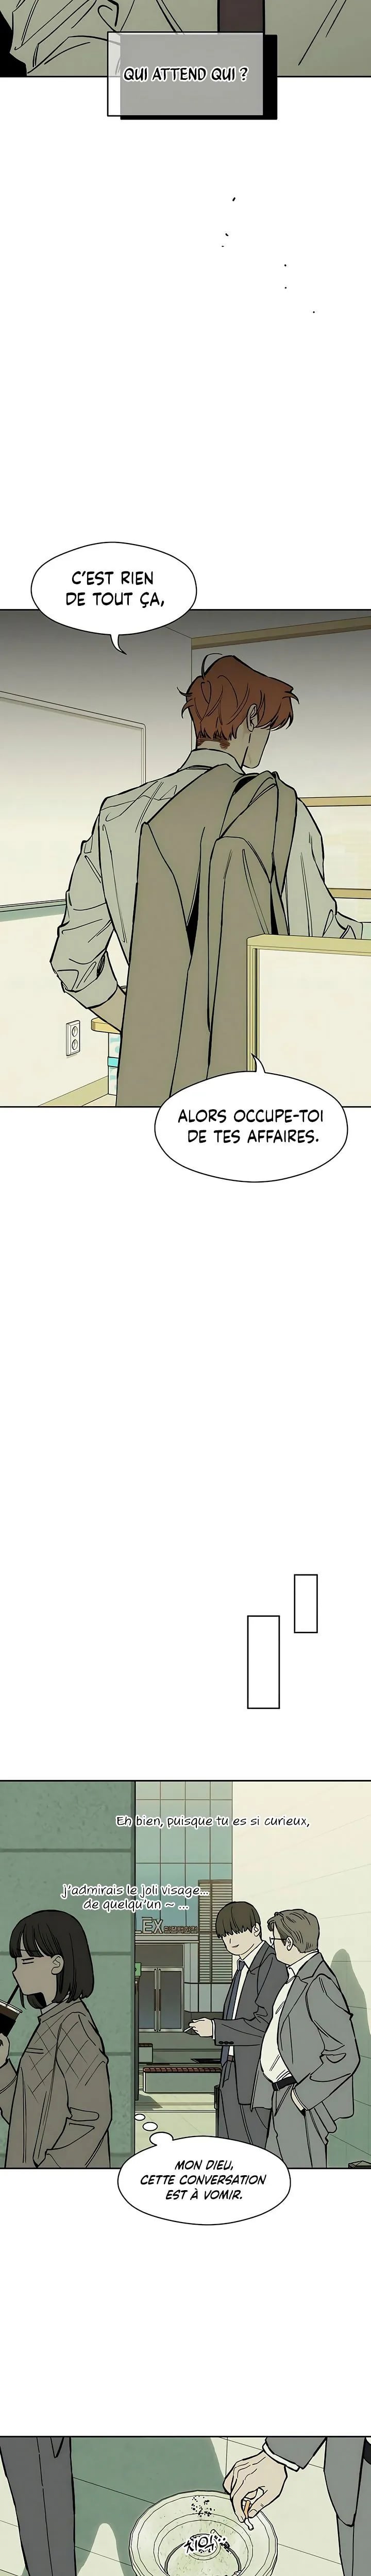 QUI ATTEND QUI ?
C'EST RIEN
DE TOUT ÇA,
ALORS OCCUPE-TOI
DE TES AFFAIRES.
Eh bien, puisque tu es si curieux,
j'admirais le joli visage...
de quelqu'un ~ ...
EX
MON DIEU,
CETTE CONVERSATION
EST À VOMIR.